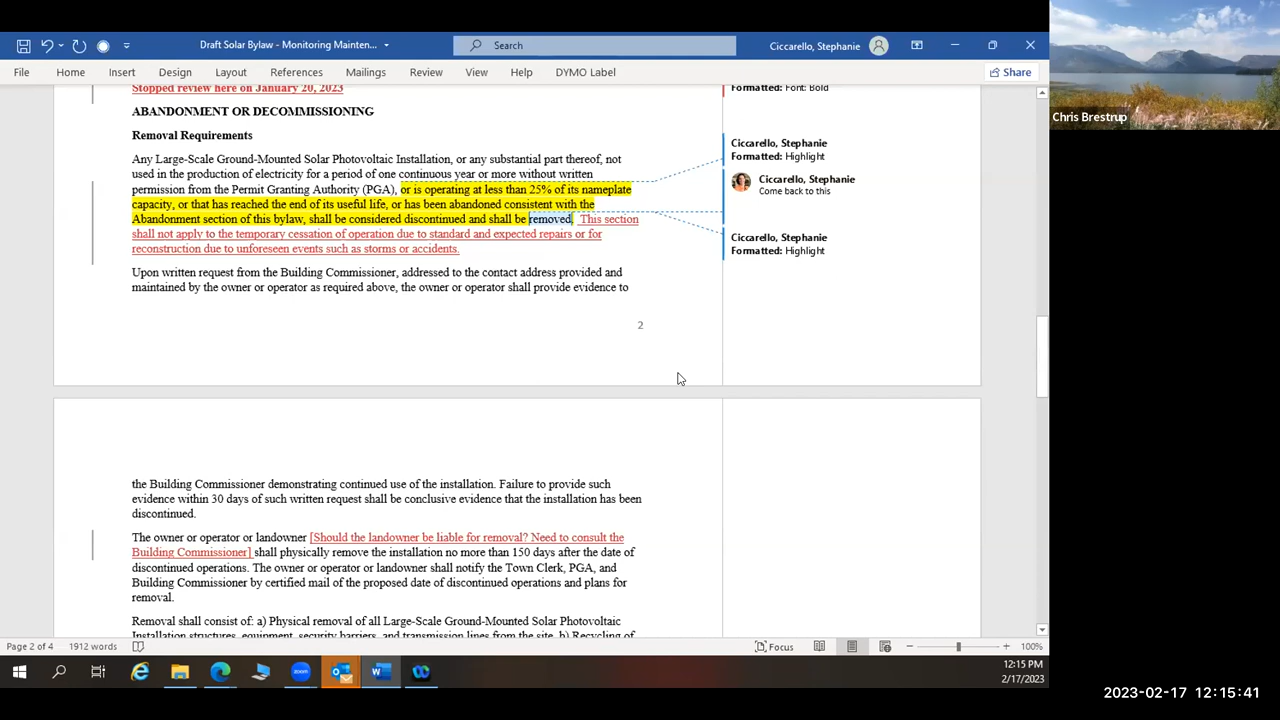 Draft Solar Bylaw - Monitoring Mainten...
Search
Ciccarello, Stephanie
File
Home
Insert
Design
Layout
References
Mailings
Review
View
Help
DYMO Label
Share
Chris Brestrup
Stopped review here on January 20, 2023
Formatted: Font: Bold
ABANDONMENT OR DECOMMISSIONING
Removal Requirements
Any Large-Scale Ground-Mounted Solar Photovoltaic Installation, or any substantial part thereof, not
used in the production of electricity for a period of one continuous year or more without written
permission from the Permit Granting Authority (PGA), or is operating at less than 25% of its nameplate
capacity, or that has reached the end of its useful life, or has been abandoned consistent with the
Abandonment section of this bylaw, shall be considered discontinued and shall be removed. This section
shall not apply to the temporary cessation of operation due to standard and expected repairs or for
reconstruction due to unforeseen events such as storms or accidents.
Upon written request from the Building Commissioner, addressed to the contact address provided and
maintained by the owner or operator as required above, the owner or operator shall provide evidence to
2
Ciccarello, Stephanie
Formatted: Highlight
Ciccarello, Stephanie
Come back to this
Ciccarello, Stephanie
Formatted: Highlight
the Building Commissioner demonstrating continued use of the installation. Failure to provide such
evidence within 30 days of such written request shall be conclusive evidence that the installation has been
discontinued.
The owner or operator or landowner [Should the landowner be liable for removal? Need to consult the
Building Commissioner] shall physically remove the installation no more than 150 days after the date of
discontinued operations. The owner or operator or landowner shall notify the Town Clerk, PGA, and
Building Commissioner by certified mail of the proposed date of discontinued operations and plans for
removal.
Removal shall consist of: a) Physical removal of all Large-Scale Ground-Mounted Solar Photovoltaic
Installation structures, equipment, security barriers, and transmission lines from the site. b) Recycling of
Page 2 of 4
1912 words
Focus
100%
12:15 PM
2/17/2023
2023-02-17 12:15:41